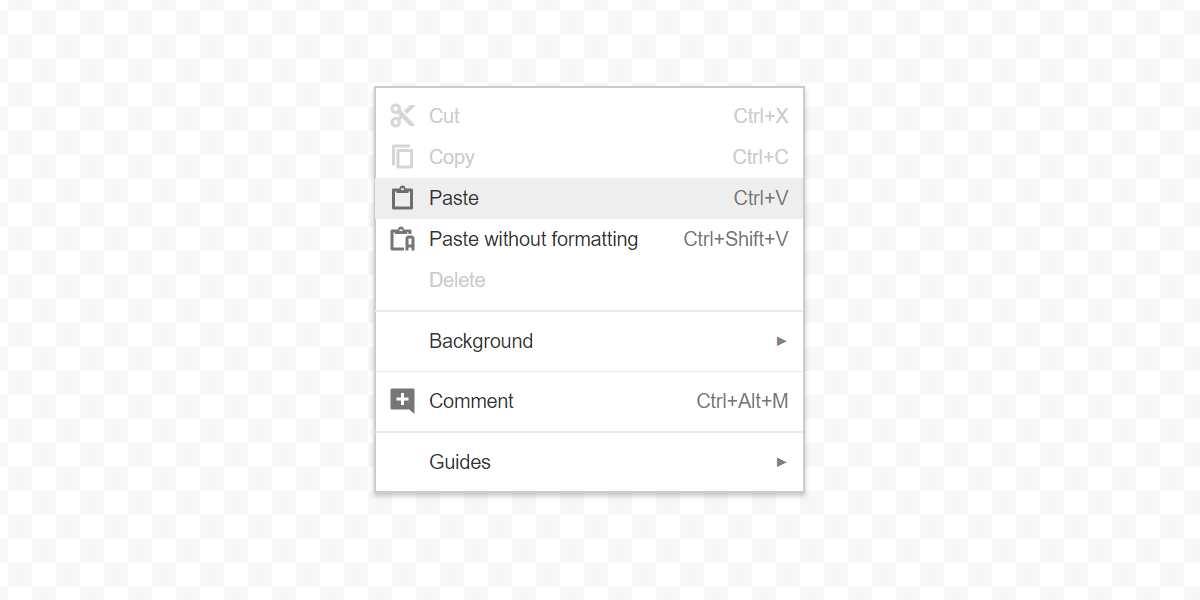 Cut Ctrl+X
Copy Ctrl+C
Paste Ctrl+V
Paste without formatting Ctrl+Shift+V
Delete
Background
Comment Ctrl+Alt+M
Guides